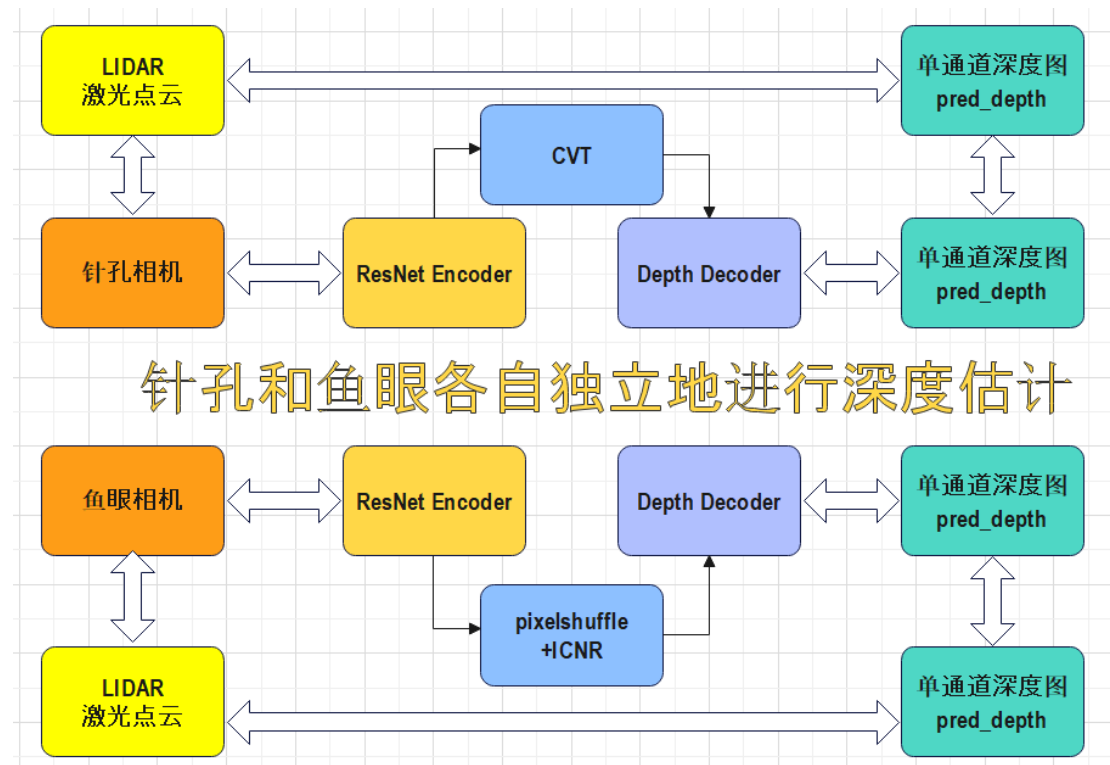 LIDAR
激光点云
单通道深度图
pred_depth
CVT
针孔相机
ResNet Encoder
Depth Decoder
单通道深度图
pred_depth
针孔和鱼眼各自独立地进行深度估计
鱼眼相机
ResNet Encoder
Depth Decoder
单通道深度图
pred_depth
pixelshuffle
+ICNR
LIDAR
激光点云
单通道深度图
pred_depth